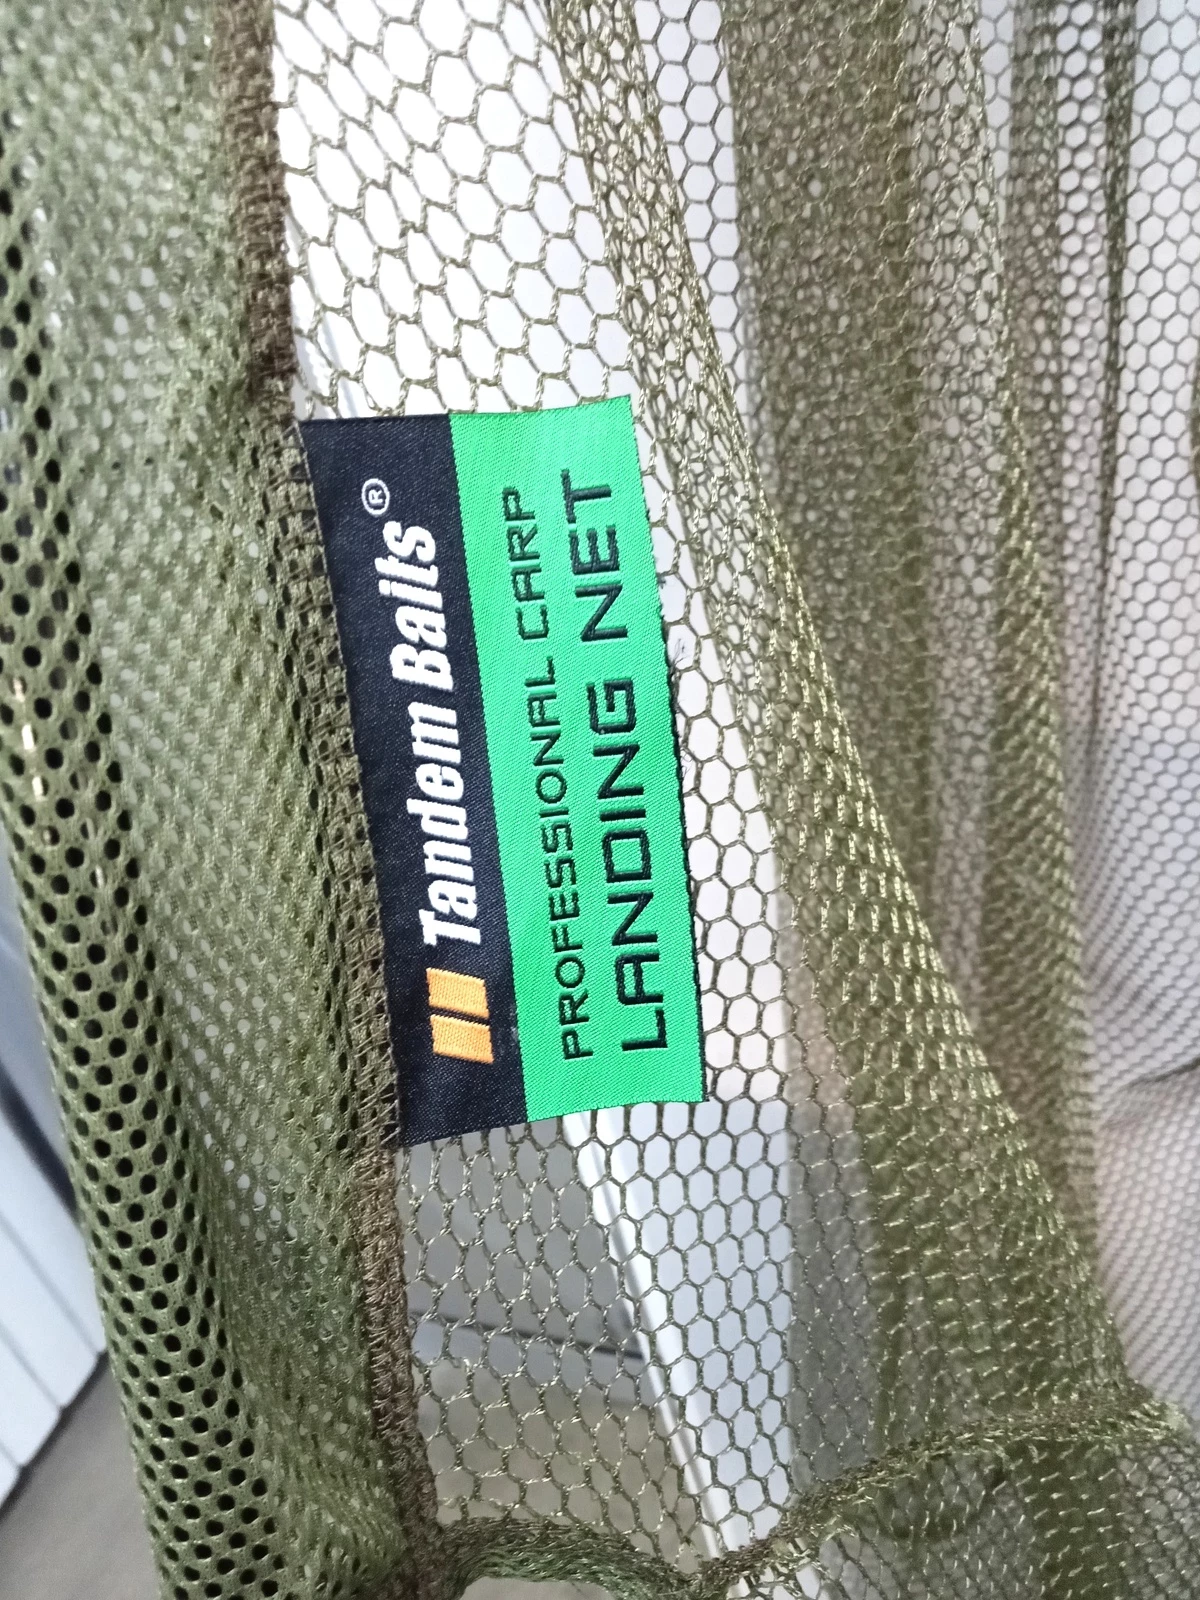 Tandem Baits®
PROFESSIONAL CARP
LANDING NET